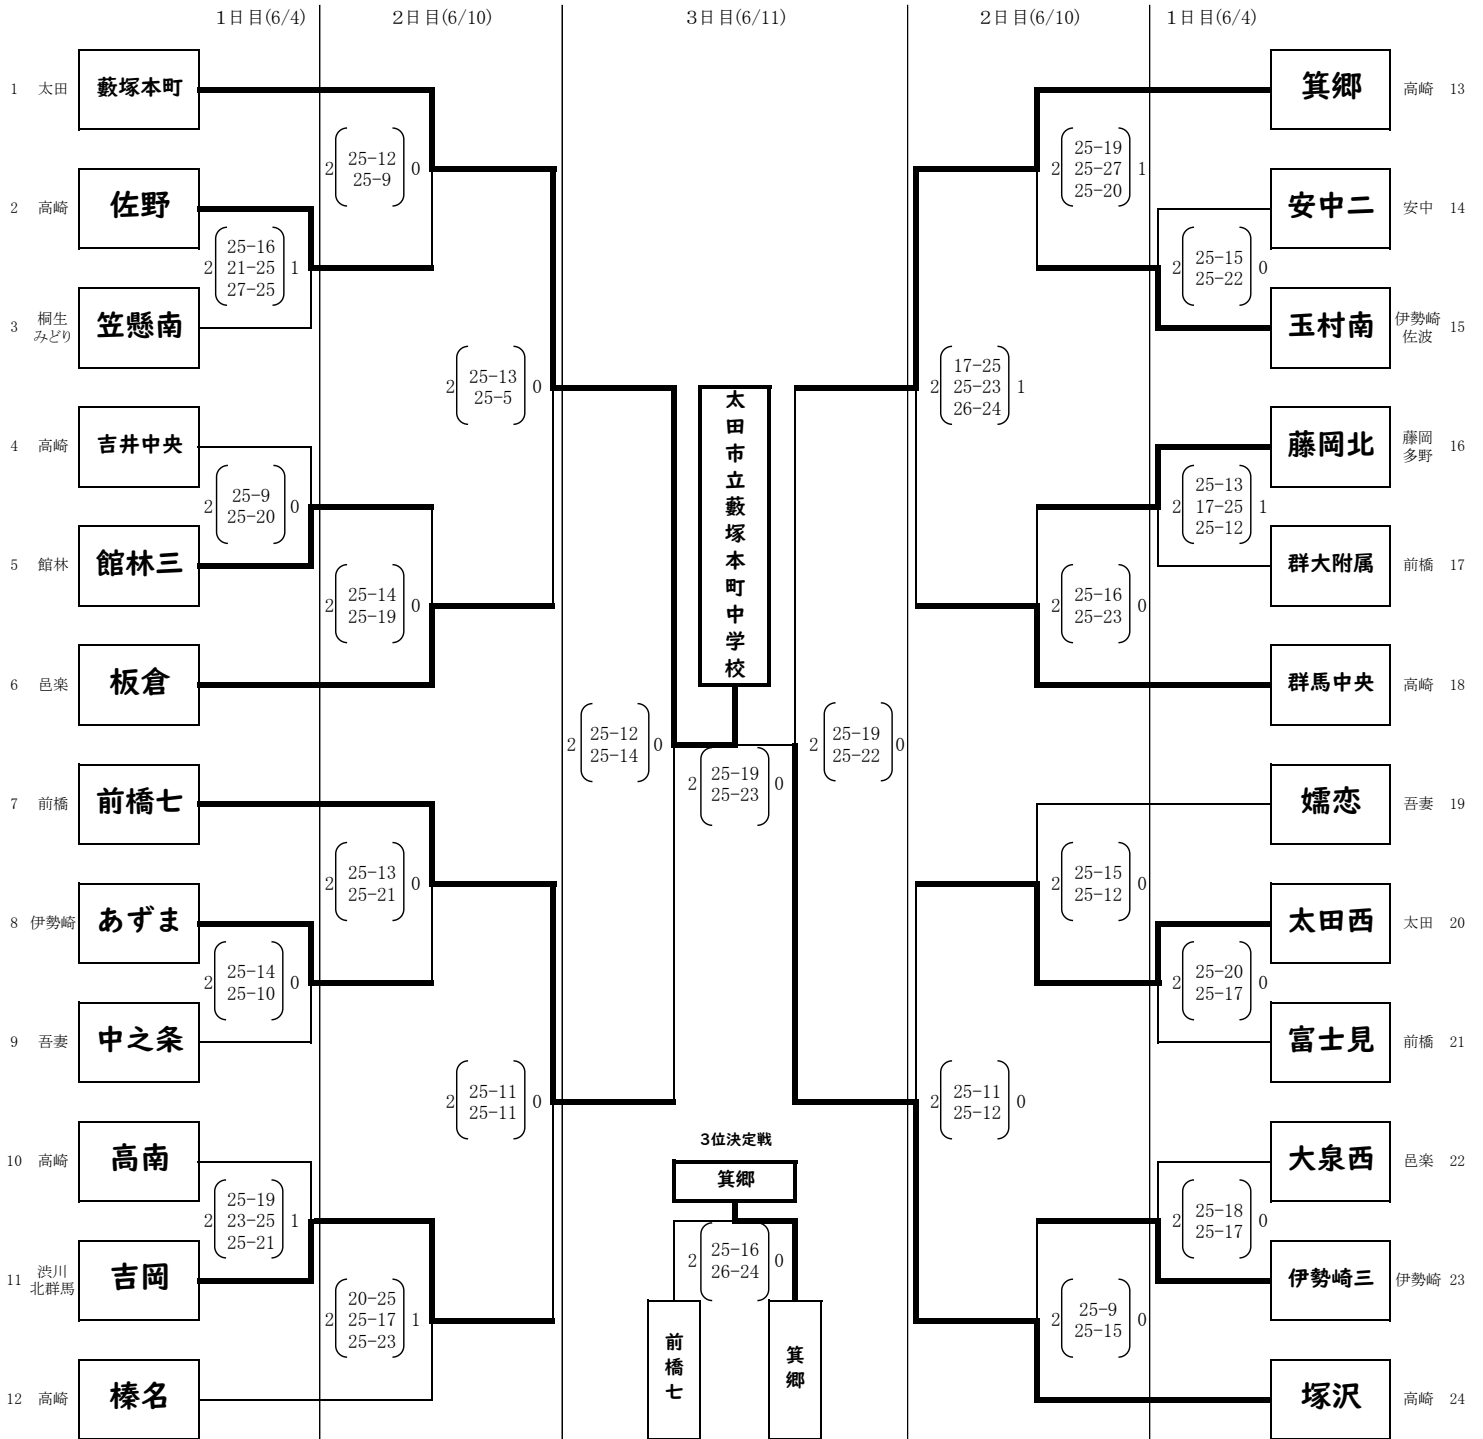 1日目(6/4)
2日目(6/10)
3日目(6/11)
2日目(6/10)
1日目(6/4)
1 太田 藪塚本町
2 25-12 0
25-9
2 高崎 佐野
2 25-16 1
21-25
27-25
3 桐生みどり 笠懸南
2 25-13 0
25-5
4 高崎 吉井中央
2 25-9 0
25-20
5 館林 館林三
2 25-14 0
25-19
6 邑楽 板倉
2 25-12 0
25-14
7 前橋 前橋七
2 25-13 0
25-21
8 伊勢崎 あずま
2 25-14 0
25-10
9 吾妻 中之条
2 25-11 0
25-11
10 高崎 高南
2 25-19 1
23-25
25-21
11 渋川北群馬 吉岡
2 20-25 1
25-17
25-23
12 高崎 榛名
太田市立藪塚本町中学校
2 25-19 0
25-23
3位決定戦
箕郷
2 25-16 0
26-24
前橋七
箕郷
箕郷 高崎 13
2 25-19 1
25-27
25-20
安中二 安中 14
2 25-15 0
25-22
玉村南 伊勢崎佐波 15
2 17-25 1
25-23
26-24
藤岡北 藤岡多野 16
2 25-13 1
17-25
25-12
群大附属 前橋 17
2 25-16 0
25-23
群馬中央 高崎 18
2 25-19 0
25-22
嬬恋 吾妻 19
2 25-15 0
25-12
太田西 太田 20
2 25-20 0
25-17
富士見 前橋 21
2 25-11 0
25-12
大泉西 邑楽 22
2 25-18 0
25-17
伊勢崎三 伊勢崎 23
2 25-9 0
25-15
塚沢 高崎 24